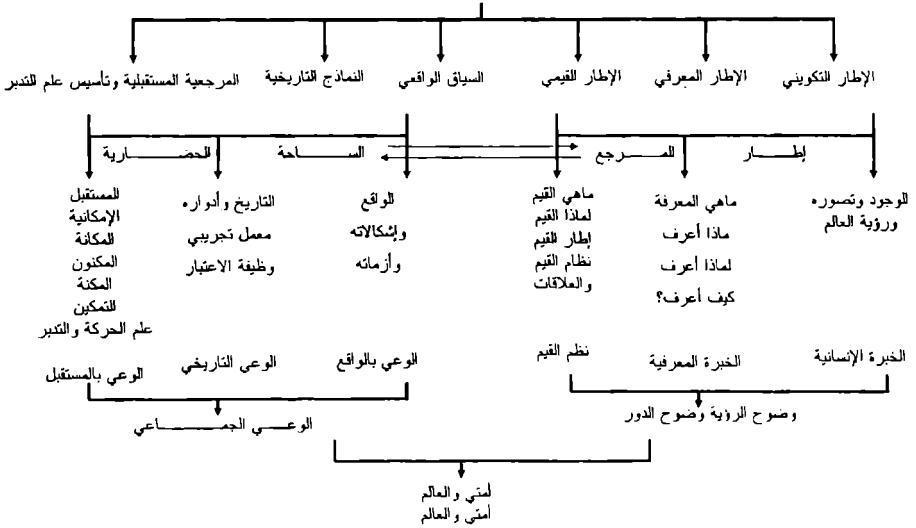 الإطار التكويني
الإطار المعرفي
الإطار القيمي
السياق الواقعي
النماذج التاريخية
المرجعية المستقبلية وتأسيس علم التدبر
إطـــــار المـــرجع
الســـــاحة الحضـــــارية
الوجود وتصوره
ورؤية العالم
ماهي المعرفة
ماذا أعرف
لماذا أعرف
كيف أعرف؟
ماهي القيم
لماذا القيم
إطار القيم
نظام القيم
والعلاقات
الواقع
وإشكالاته
وأزماته
التاريخ وأدواره
معمل تجريبي
وظيفة الاعتبار
المستقبل
الإمكانية
المكانة
المكنون
المكنة
التمكين
علم الحركة والتدبر
الخبرة الإنسانية
الخبرة المعرفية
نظم القيم
الوعي بالواقع
الوعي التاريخي
الوعي بالمستقبل
وضوح الرؤية وضوح الدور
الوعـــي الجمـــــاعي
أمتي والعالم
أمتي والعالم